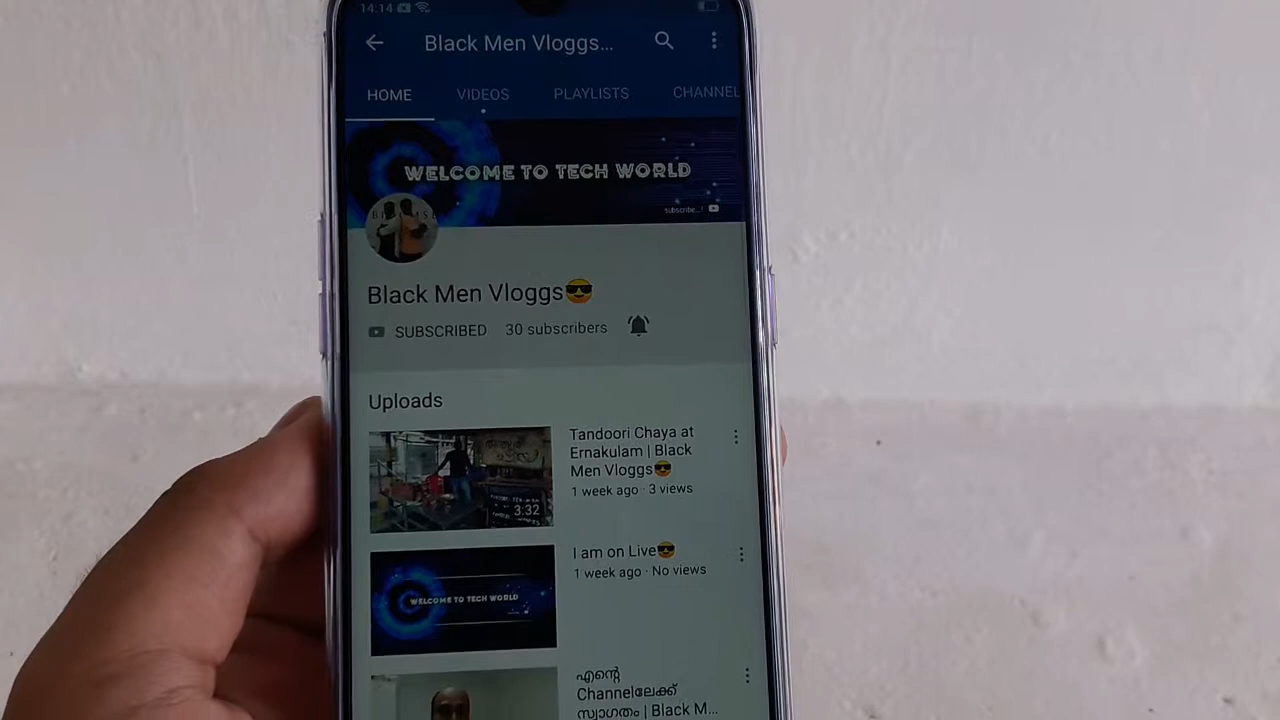 14:14
Black Men Vloggs...
HOME VIDEOS PLAYLISTS CHANNEL
WELCOME TO TECH WORLD
subscribe..!
Black Men Vloggs😎
SUBSCRIBED 30 subscribers
Uploads
Tandoori Chaya at
Ernakulam | Black
Men Vloggs😎
1 week ago · 3 views
3:32
I am on Live😎
1 week ago · No views
WELCOME TO TECH WORLD
എന്റെ
Channelലേക്ക്
സ്വാഗതം | Black M...